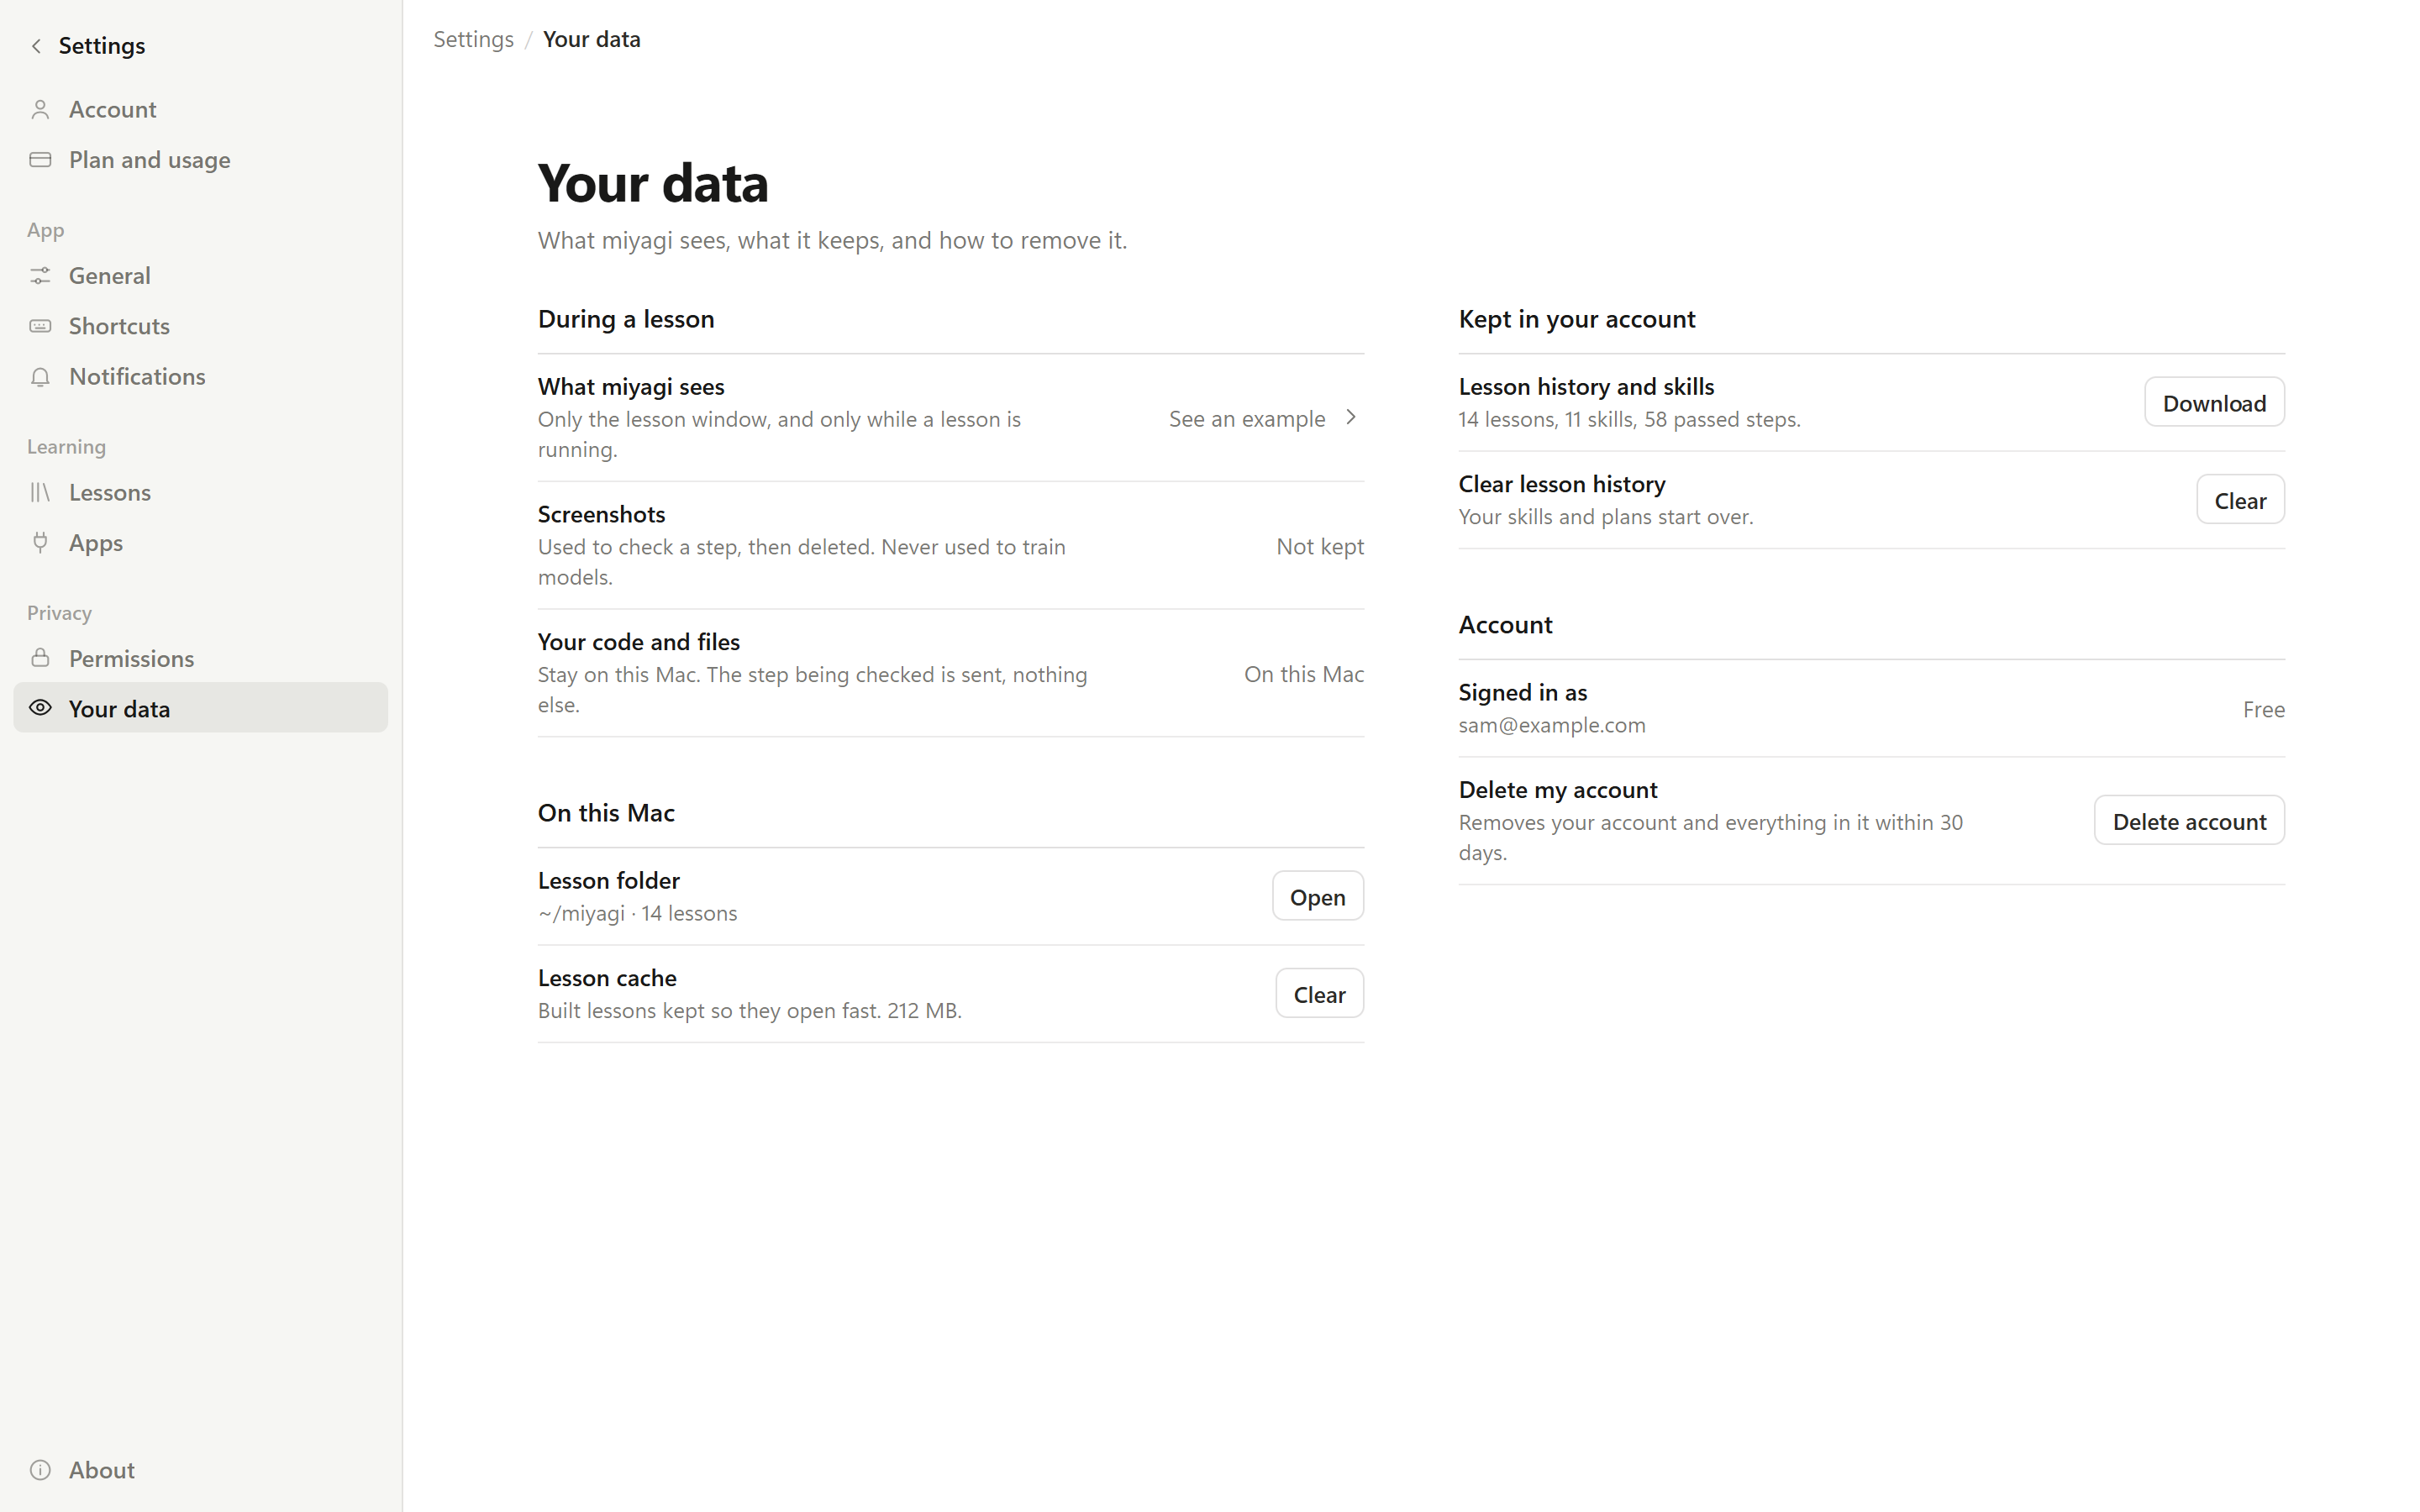 Settings
Account
Plan and usage
App
General
Shortcuts
Notifications
Learning
Lessons
Apps
Privacy
Permissions
Your data
About
Settings / Your data
Your data
What miyagi sees, what it keeps, and how to remove it.
During a lesson
What miyagi sees
Only the lesson window, and only while a lesson is
running.
See an example
Screenshots
Used to check a step, then deleted. Never used to train
models.
Not kept
Your code and files
Stay on this Mac. The step being checked is sent, nothing
else.
On this Mac
On this Mac
Lesson folder
~/miyagi · 14 lessons
Open
Lesson cache
Built lessons kept so they open fast. 212 MB.
Clear
Kept in your account
Lesson history and skills
14 lessons, 11 skills, 58 passed steps.
Download
Clear lesson history
Your skills and plans start over.
Clear
Account
Signed in as
sam@example.com
Free
Delete my account
Removes your account and everything in it within 30
days.
Delete account